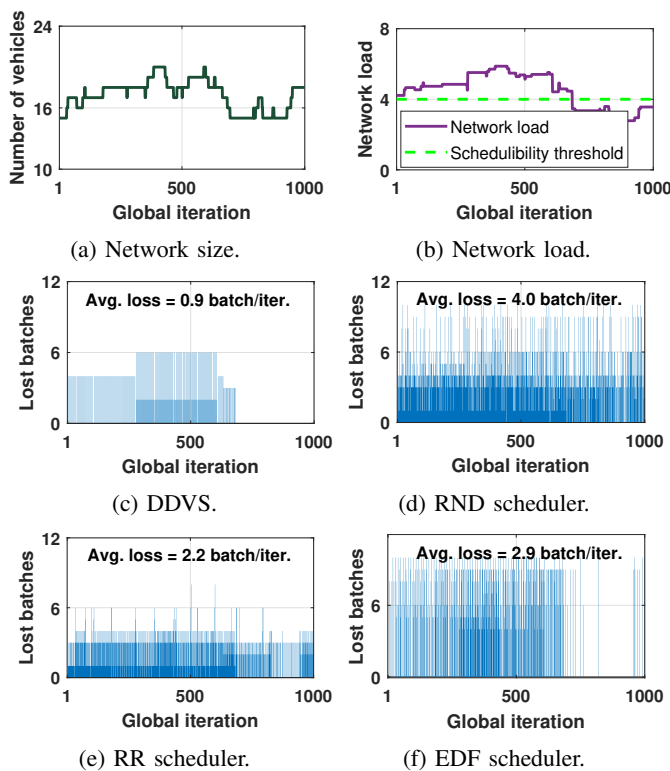 24
16
10
Number of vehicles
1
500
1000
Global iteration
(a) Network size.
8
4
0
Network load
Network load
Schedulibility threshold
1
500
1000
Global iteration
(b) Network load.
12
6
0
Lost batches
Avg. loss = 0.9 batch/iter.
1
500
1000
Global iteration
(c) DDVS.
12
6
0
Lost batches
Avg. loss = 4.0 batch/iter.
1
500
1000
Global iteration
(d) RND scheduler.
12
6
0
Lost batches
Avg. loss = 2.2 batch/iter.
1
500
1000
Global iteration
(e) RR scheduler.
6
0
Lost batches
Avg. loss = 2.9 batch/iter.
1
500
1000
Global iteration
(f) EDF scheduler.